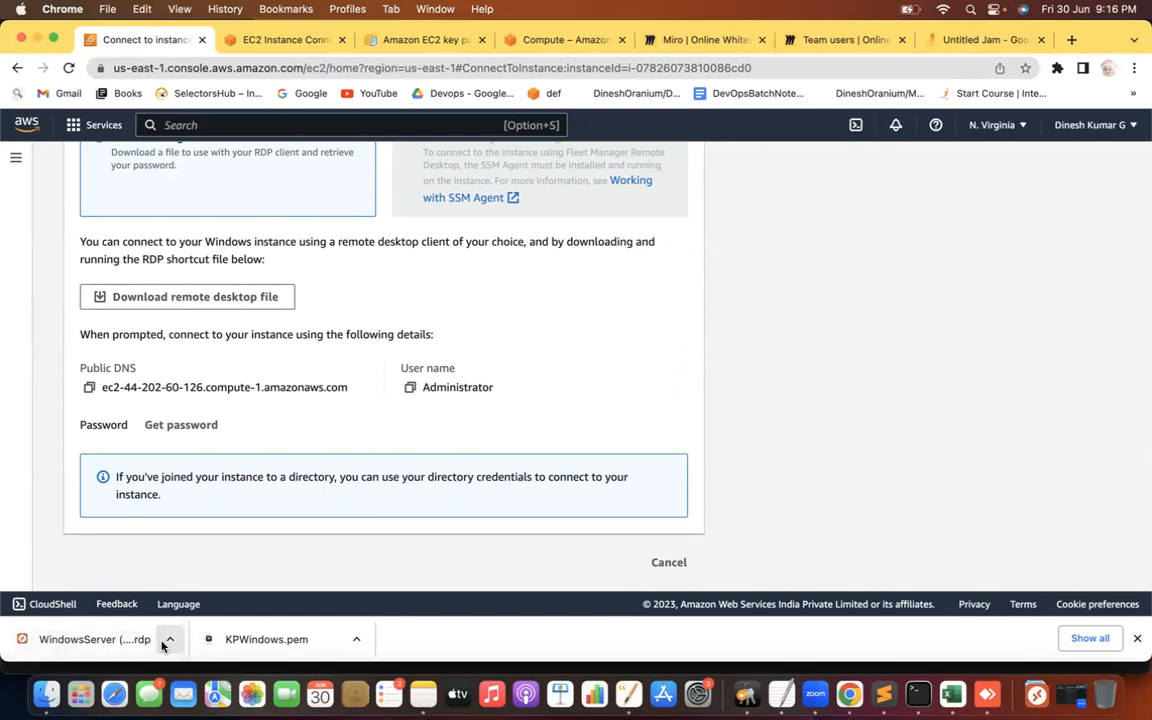 Chrome File Edit View History Bookmarks Profiles Tab Window Help Fri 30 Jun 9:16 PM
Connect to instanc EC2 Instance Conn Amazon EC2 key pa Compute – Amazon Miro | Online White Team users | Online Untitled Jam - Goo
us-east-1.console.aws.amazon.com/ec2/home?region=us-east-1#ConnectToInstance:instanceId=i-07826073810086cd0
Gmail Books SelectorsHub – In... Google YouTube Devops - Google... def DineshOranium/D... DevOpsBatchNote... DineshOranium/M... Start Course | Inte... »
aws Services Search [Option+S] N. Virginia Dinesh Kumar G
Download a file to use with your RDP client and retrieve
your password.
To connect to the instance using Fleet Manager Remote
Desktop, the SSM Agent must be installed and running
on the instance. For more information, see Working
with SSM Agent
You can connect to your Windows instance using a remote desktop client of your choice, and by downloading and
running the RDP shortcut file below:
Download remote desktop file
When prompted, connect to your instance using the following details:
Public DNS
ec2-44-202-60-126.compute-1.amazonaws.com
User name
Administrator
Password Get password
If you've joined your instance to a directory, you can use your directory credentials to connect to your
instance.
Cancel
CloudShell Feedback Language © 2023, Amazon Web Services India Private Limited or its affiliates. Privacy Terms Cookie preferences
WindowsServer (....rdp KPWindows.pem Show all
7 30 2 tv 2